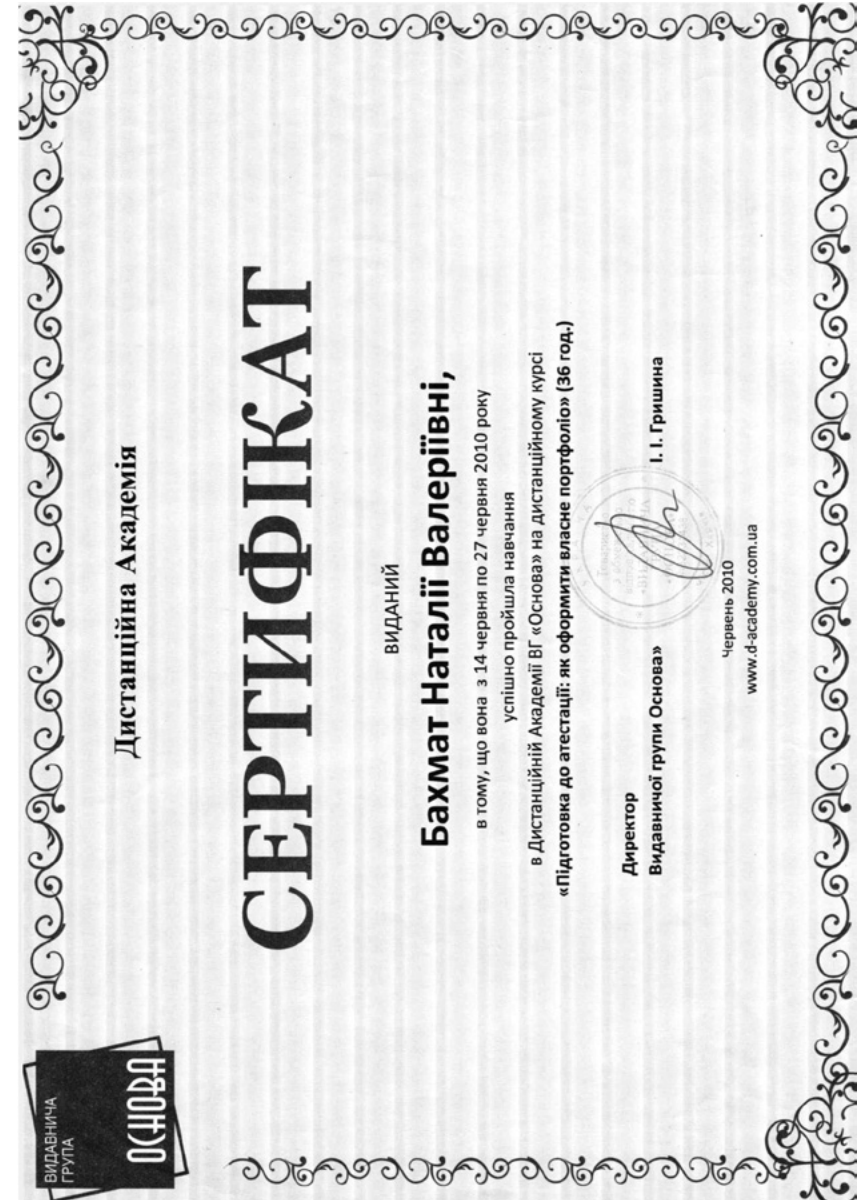 ВИДАВНИЧА
ГРУПА
ОСНОВА
Дистанційна Академія
СЕРТИФІКАТ
ВИДАНИЙ
Бахмат Наталії Валеріївні,
в тому, що вона з 14 червня по 27 червня 2010 року
успішно пройшла навчання
в Дистанційній Академії ВГ «Основа» на дистанційному курсі
«Підготовка до атестації: як оформити власне портфоліо» (36 год.)
Директор
Видавничої групи Основа» І. І. Гришина
Червень 2010
www.d-academy.com.ua